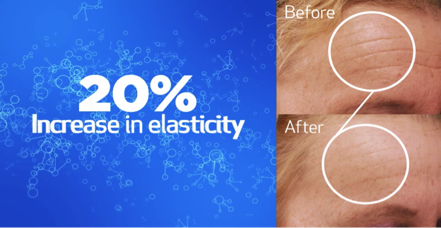 20%
Increase in elasticity
Before
After